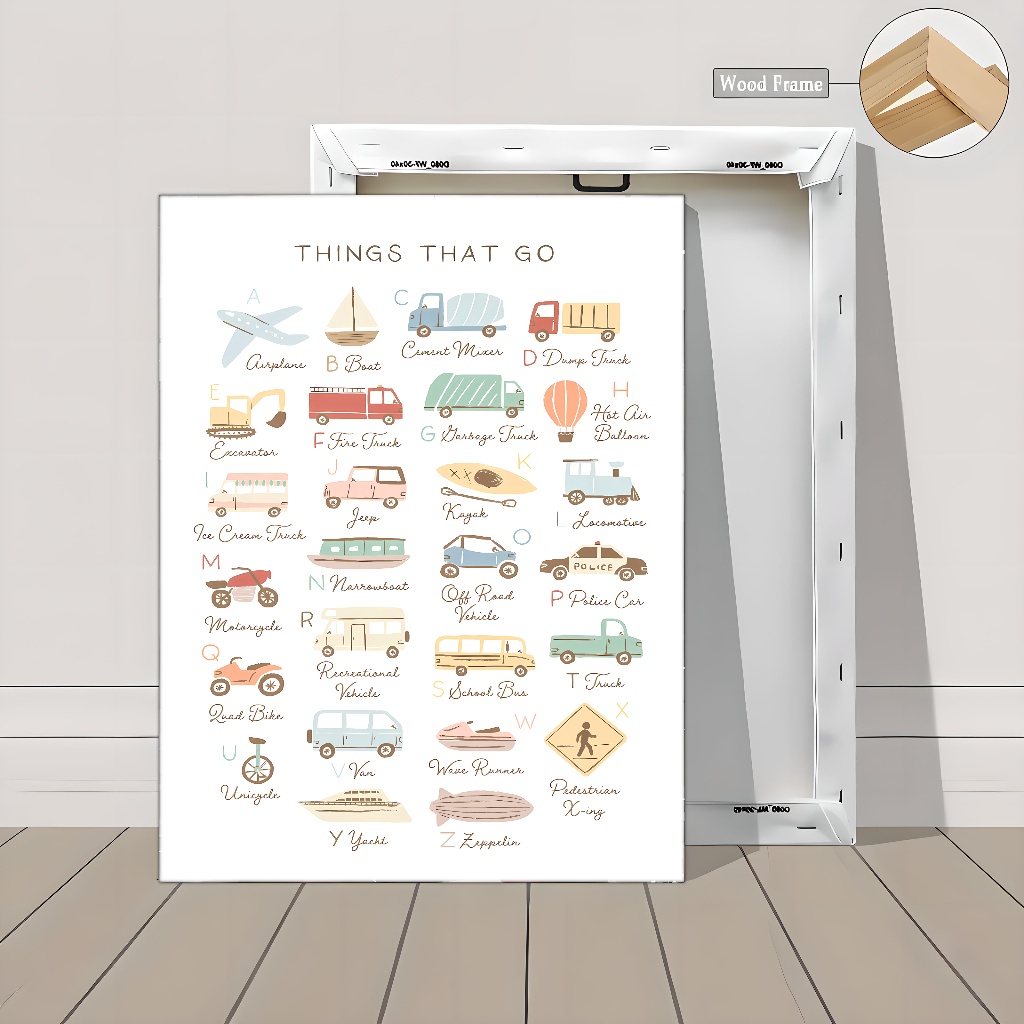 Wood Frame
THINGS THAT GO
A
Airplane
B Boat
C
Cement Mixer
D Dump Truck
E
Excavator
F Fire Truck
G Garbage Truck
H
Hot Air
Balloon
I
Ice Cream Truck
J
Jeep
K
Kayak
L Locomotive
M
Motorcycle
N Narrowboat
O
Off Road
Vehicle
POLICE
P Police Car
Q
Quad Bike
R
Recreational
Vehicle
S School Bus
T Truck
U
Unicycle
V Van
W
Wave Runner
X
Pedestrian
X-ing
Y Yacht
Z Zeppelin